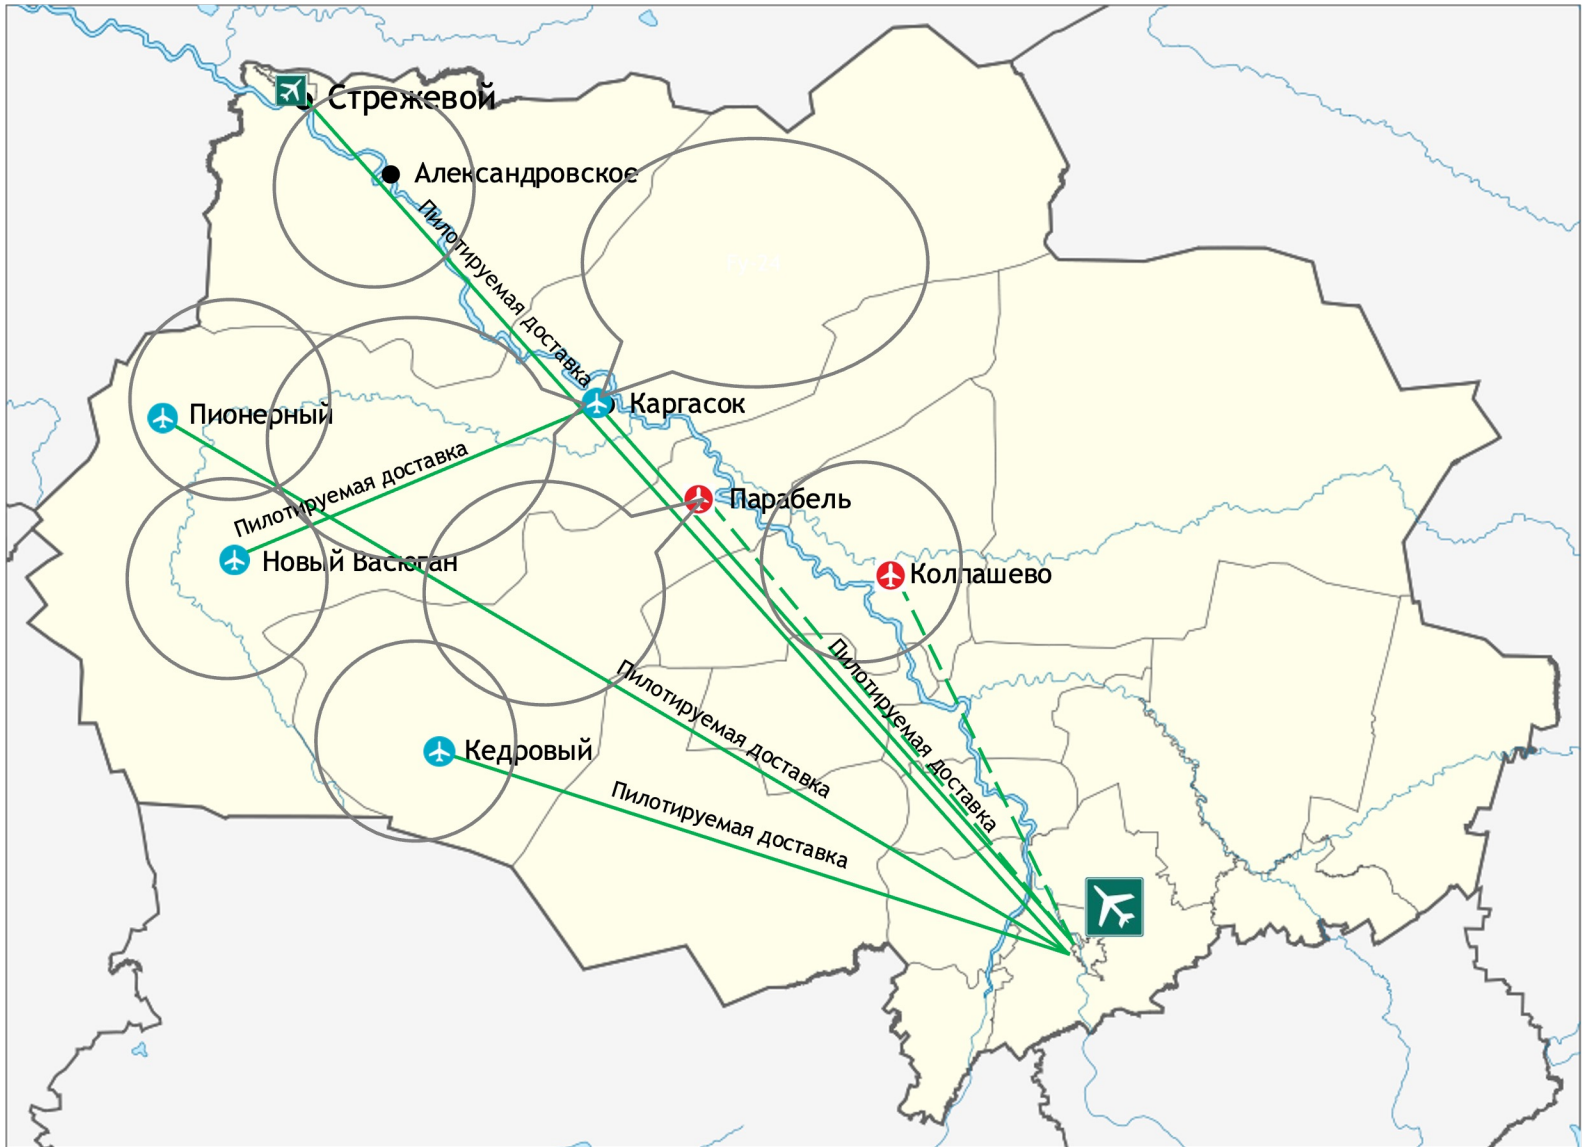 Стрежевой
Александровское
Пилотируемая доставка
Каргасок
Пионерный
Пилотируемая доставка
Парабель
Новый Васюган
Колпашево
Пилотируемая доставка
Пилотируемая доставка
Кедровый
Пилотируемая доставка